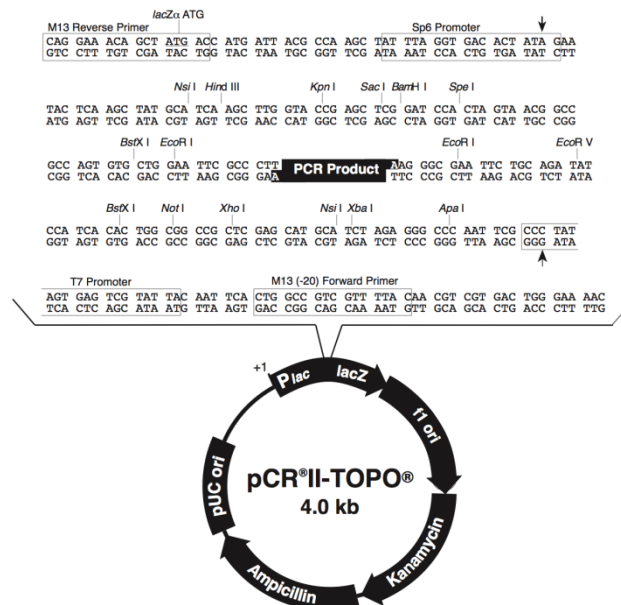 lacZα ATG
M13 Reverse Primer Sp6 Promoter
CAG GAA ACA GCT ATG AC C ATG ATT ACG CCA AGC TAT TTA GGT GAC ACT ATA GAA
GTC CTT TGT CGA TAC TG G TAC TAA TGC GGT TCG ATA AAT CCA CTG TGA TAT CTT
Nsi I Hind III Kpn I Sac I BamH I Spe I
TAC TCA AGC TAT GCA TCA AGC TTG GTA CCG AGC TCG GAT CCA CTA GTA ACG GCC
ATG AGT TCG ATA CGT AGT TCG AAC CAT GGC TCG AGC CTA GGT GAT CAT TGC CGG
BstX I EcoR I EcoR I EcoR V
GCC AGT GTG CTG GAA TTC GCC CTT PCR Product AAG GGC GAA TTC TGC AGA TAT
CGG TCA CAC GAC CTT AAG CGG GAA TTC CCG CTT AAG ACG TCT ATA
BstX I Not I Xho I Nsi I Xba I Apa I
CCA TCA CAC TGG CGG CCG CTC GAG CAT GCA TCT AGA GGG CCC AAT TCG CCC TAT
GGT AGT GTG ACC GCC GGC GAG CTC GTA CGT AGA TCT CCC GGG TTA AGC GGG ATA
T7 Promoter M13 (-20) Forward Primer
AGT GAG TCG TAT TAC AAT TCA CTG GCC GTC GTT TTA CAA CGT CGT GAC TGG GAA AAC
TCA CTC AGC ATA ATG TTA AGT GAC CGG CAG CAA AAT GTT GCA GCA CTG ACC CTT TTG
+1
Plac lacZ
f1 ori
Kanamycin
Ampicillin
pUC ori
pCR®II-TOPO®
4.0 kb